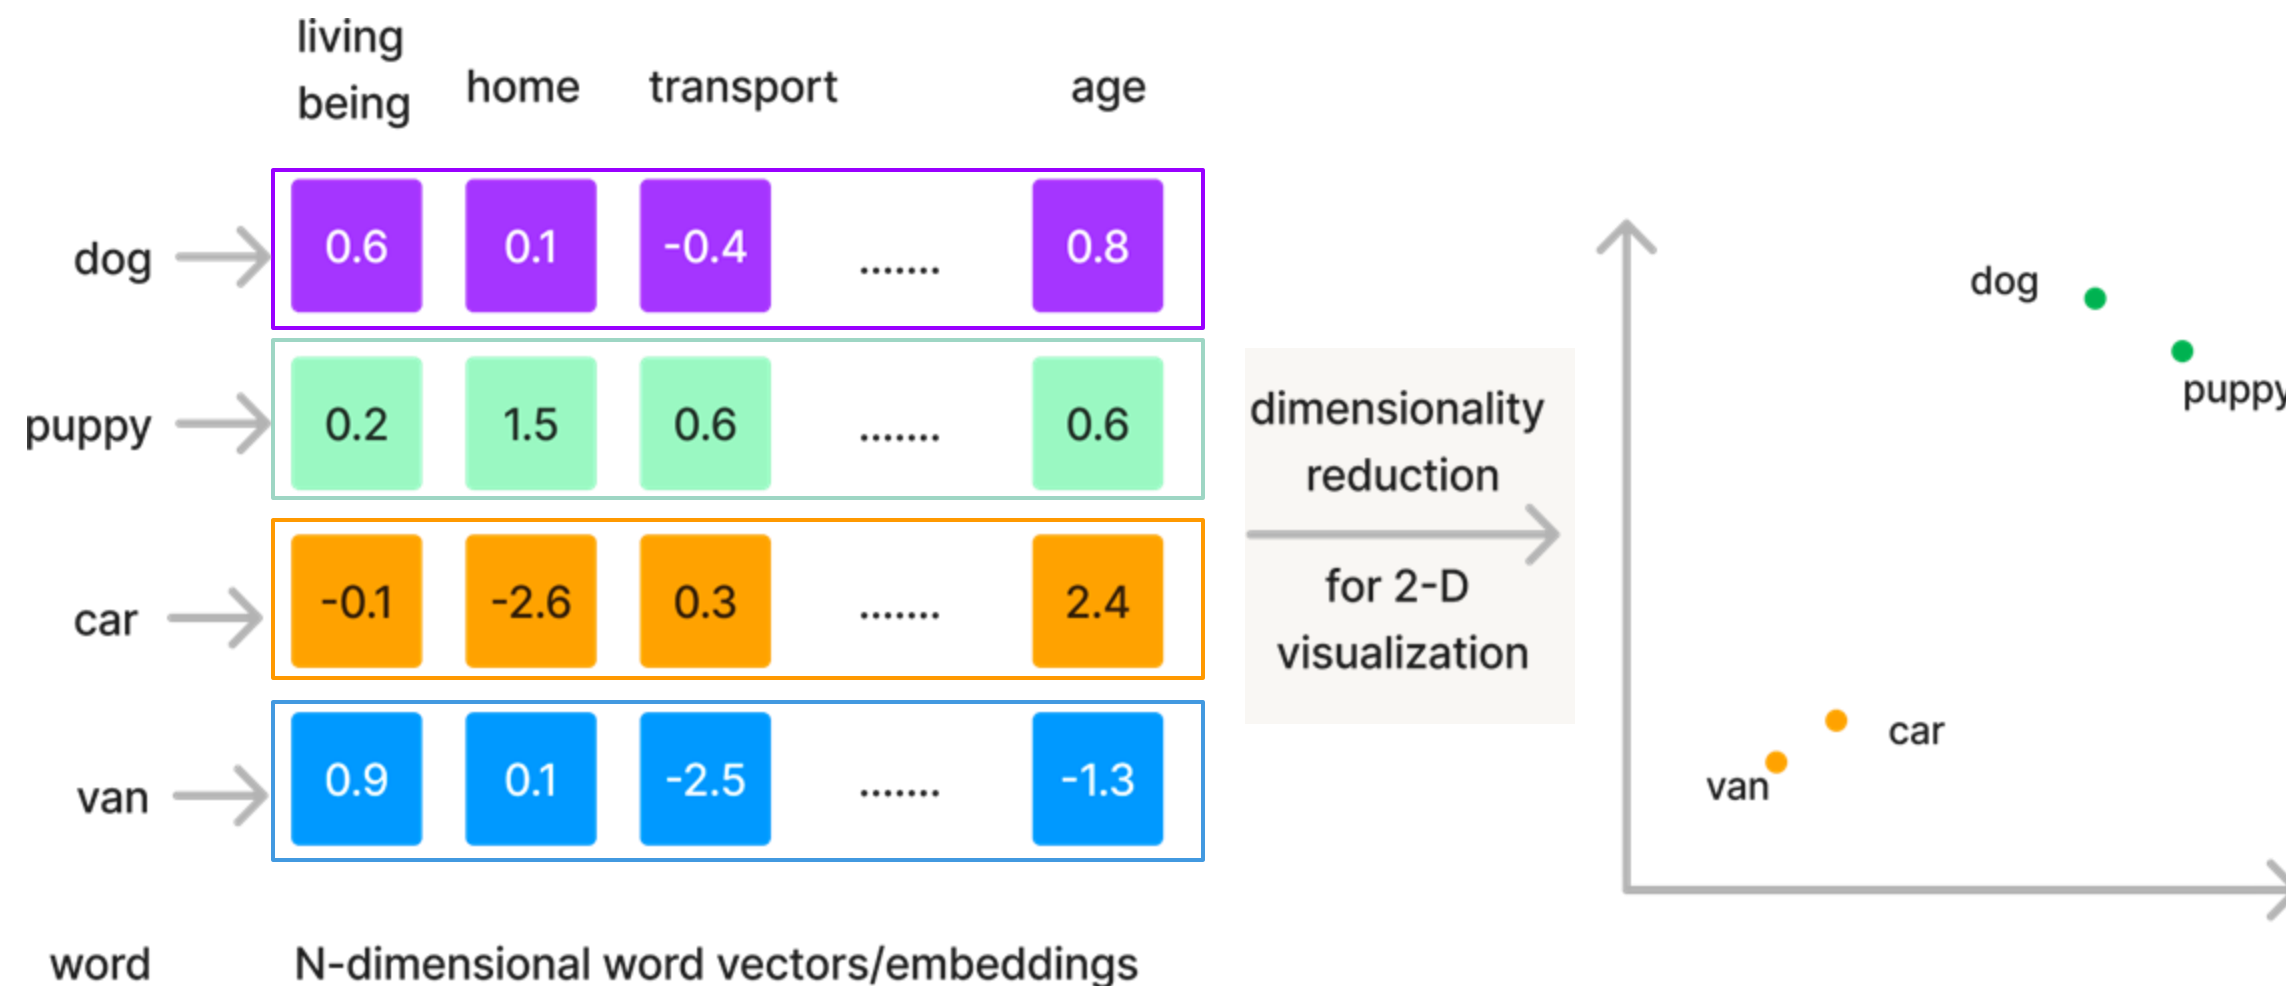 living
being
home
transport
age
dog
0.6
0.1
-0.4
.......
0.8
puppy
0.2
1.5
0.6
.......
0.6
car
-0.1
-2.6
0.3
.......
2.4
van
0.9
0.1
-2.5
.......
-1.3
word
N-dimensional word vectors/embeddings
dimensionality
reduction
for 2-D
visualization
dog
puppy
car
van